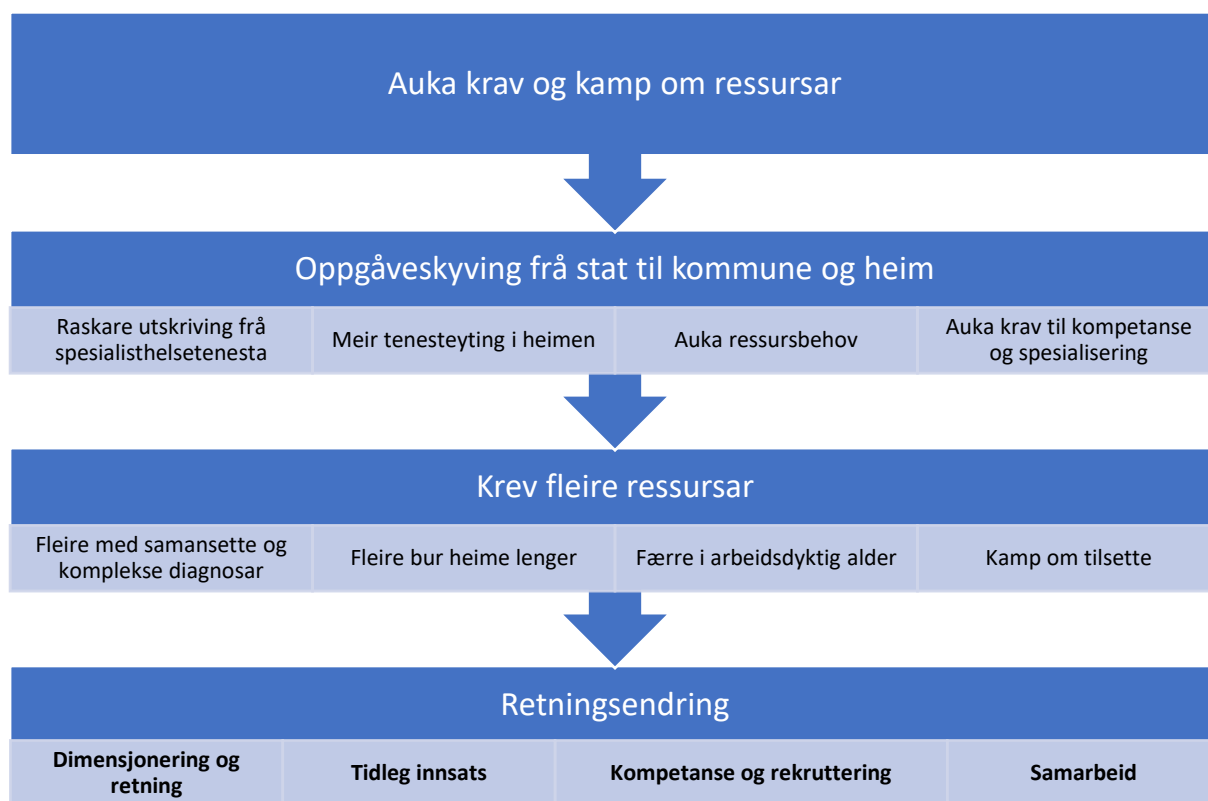 Auka krav og kamp om ressursar
Oppgåveskyving frå stat til kommune og heim
Raskare utskriving frå
spesialisthelsetenesta
Meir tenesteyting i heimen
Auka ressursbehov
Auka krav til kompetanse
og spesialisering
Krev fleire ressursar
Fleire med samansette og
komplekse diagnosar
Fleire bur heime lenger
Færre i arbeidsdyktig alder
Kamp om tilsette
Retningsendring
Dimensjonering og
retning
Tidleg innsats
Kompetanse og rekruttering
Samarbeid